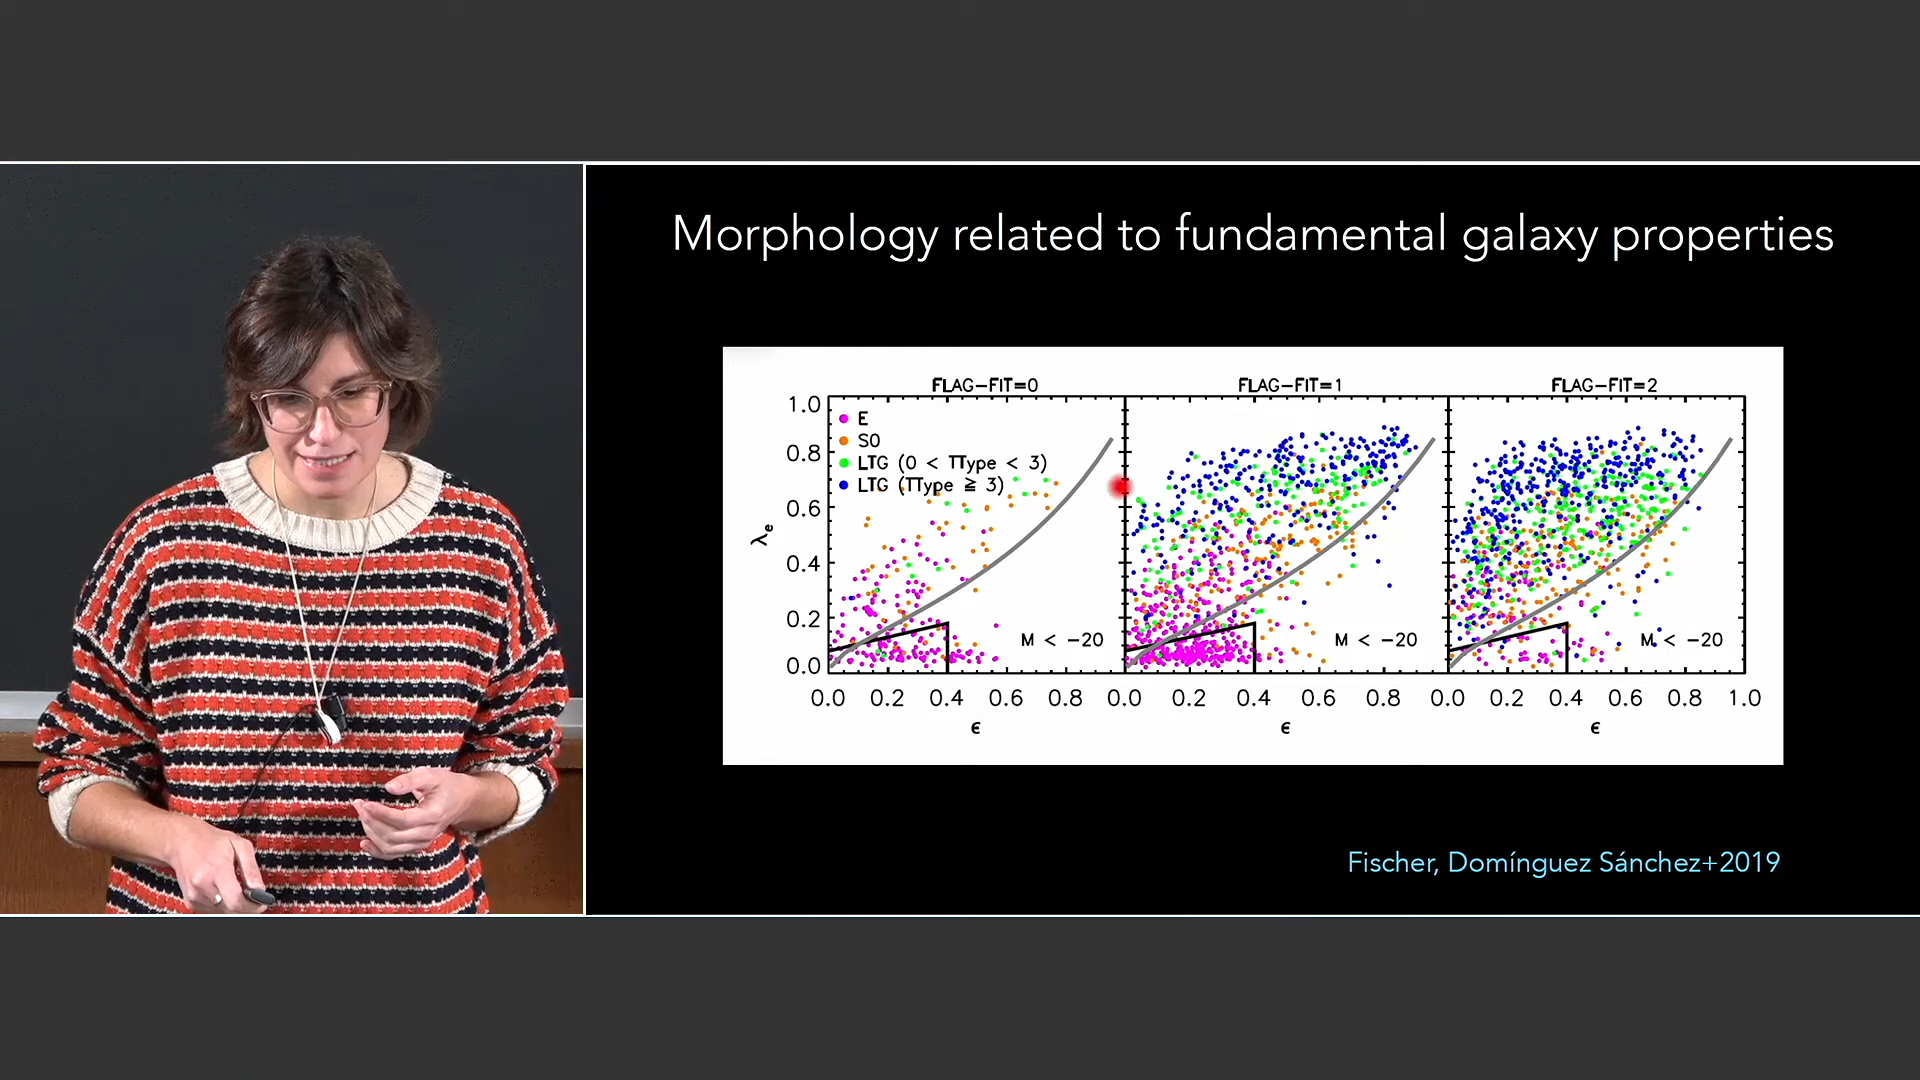 Morphology related to fundamental galaxy properties
FLAG-FIT=0 FLAG-FIT=1 FLAG-FIT=2
1.0
0.8
0.6
0.4
0.2
0.0
λe
E
S0
LTG (0 < TType < 3)
LTG (TType ≧ 3)
M < -20 M < -20 M < -20
0.0 0.2 0.4 0.6 0.8 0.0 0.2 0.4 0.6 0.8 0.0 0.2 0.4 0.6 0.8 1.0
ϵ ϵ ϵ
Fischer, Domínguez Sánchez+2019